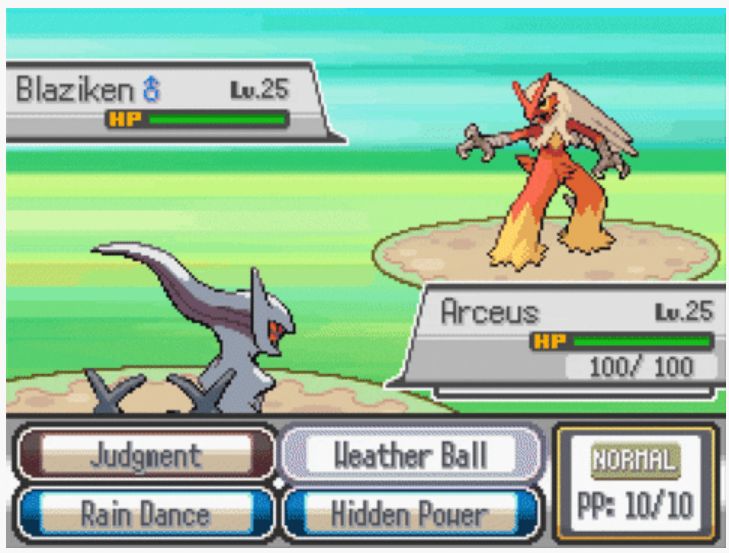 Blaziken♂ Lv.25
HP
Arceus Lv.25
HP
100/ 100
Judgment
Weather Ball
NORMAL
Rain Dance
Hidden Power
PP: 10/10